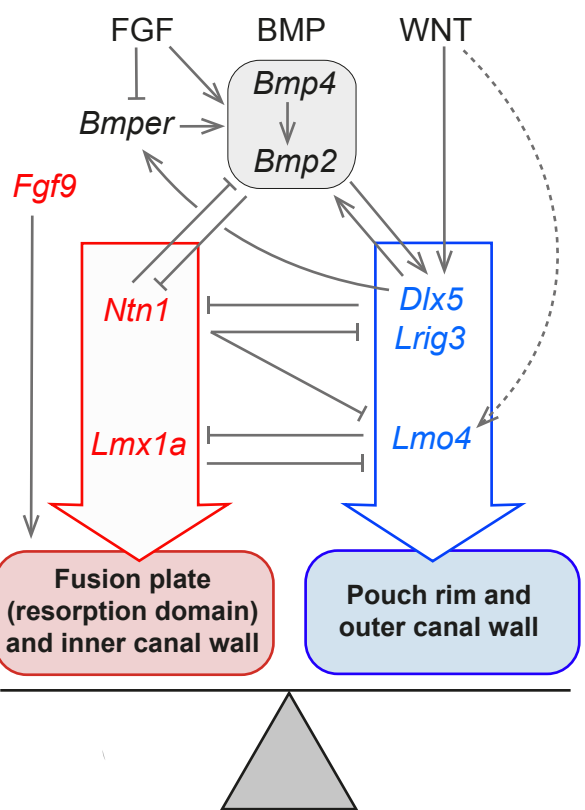 FGF BMP WNT
Bmp4
Bmper
Bmp2
Fgf9
Ntn1
Dlx5
Lrig3
Lmx1a
Lmo4
Fusion plate
(resorption domain)
and inner canal wall
Pouch rim and
outer canal wall